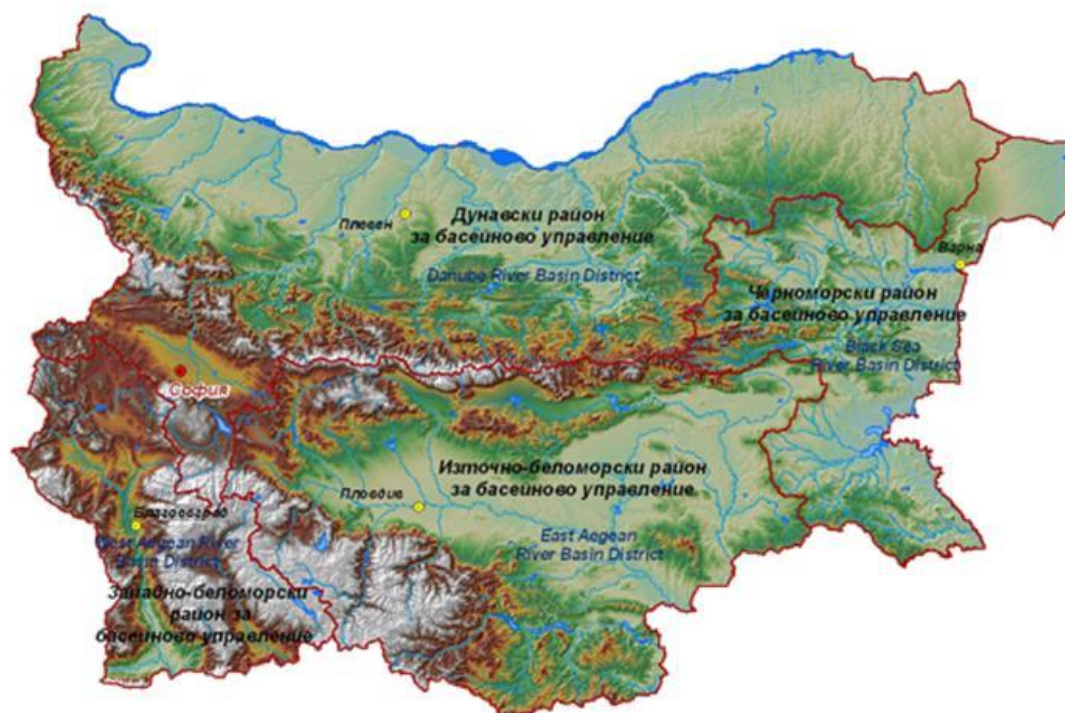 Плевен
Дунавски район
за басейново управление
Danube River Basin District
Варна
Черноморски район
за басейново управление
Black Sea
River Basin District
София
Източно-беломорски район
за басейново управление
Пловдив
East Aegean
River Basin District
Благоевград
West Aegean River
Basin District
Западно-беломорски
район за
басейново управление